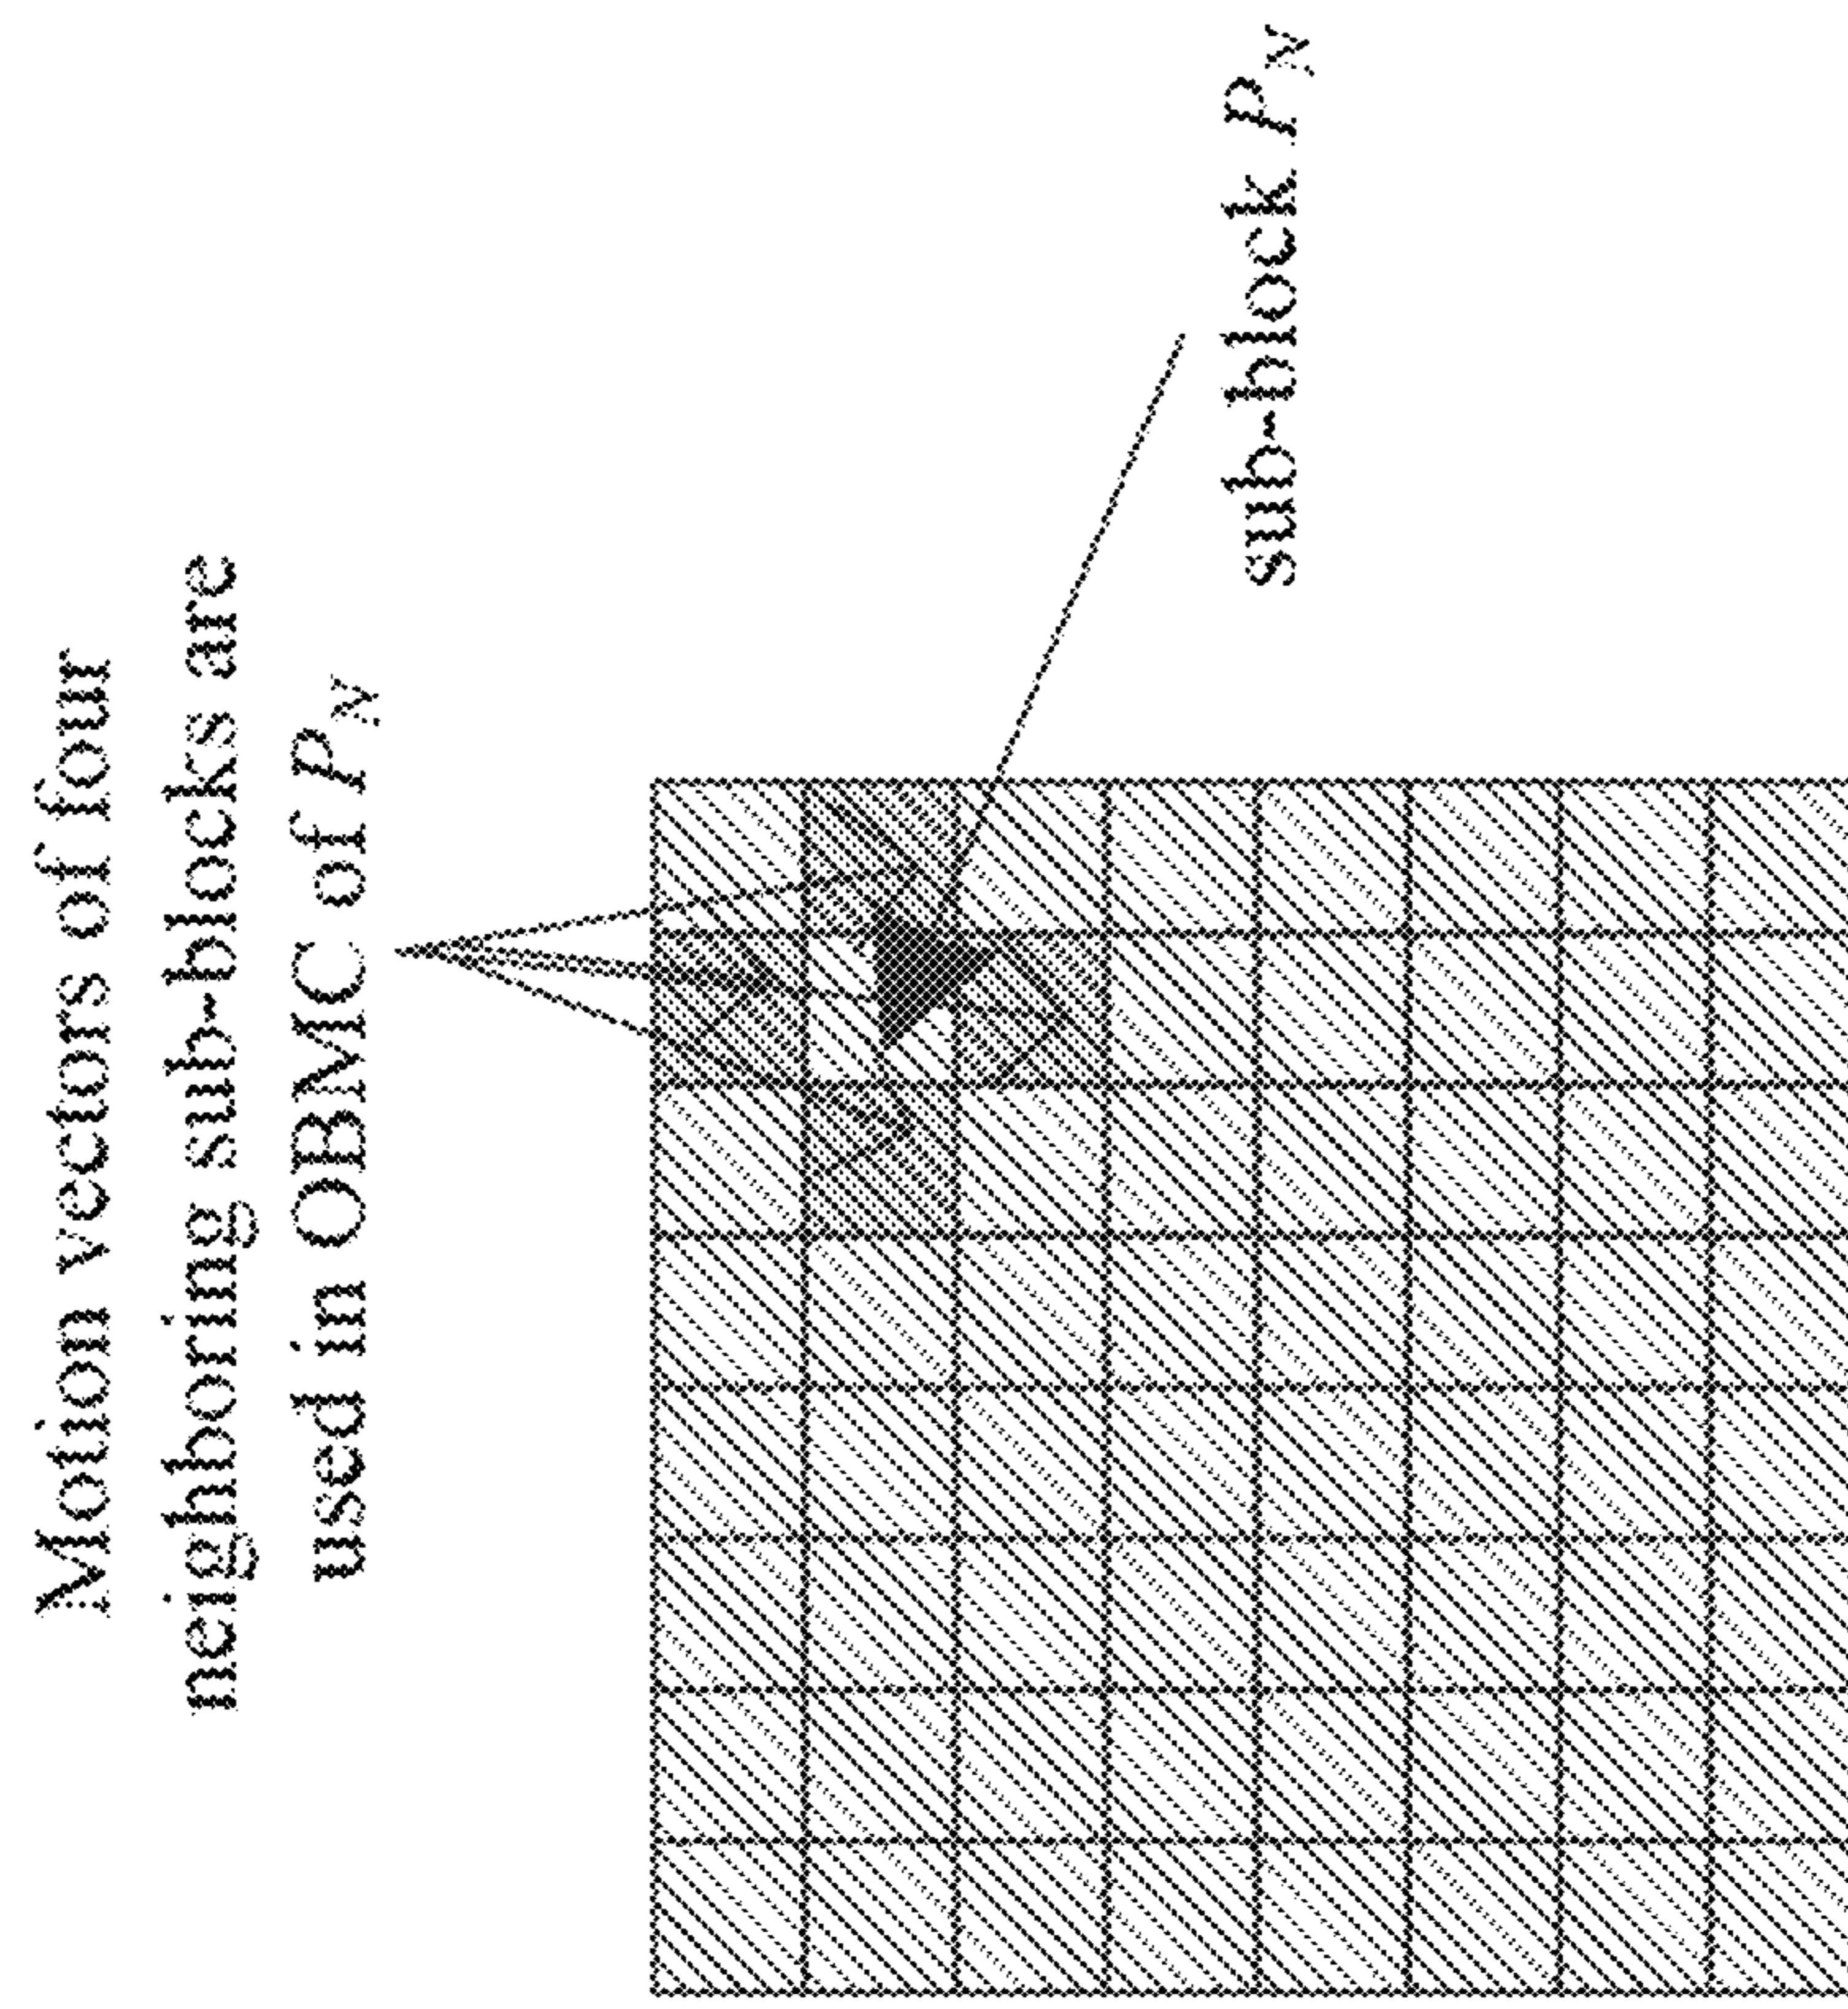 Motion vectors of four
neighboring sub-blocks are
used in OBMC of P_N
sub-block P_N